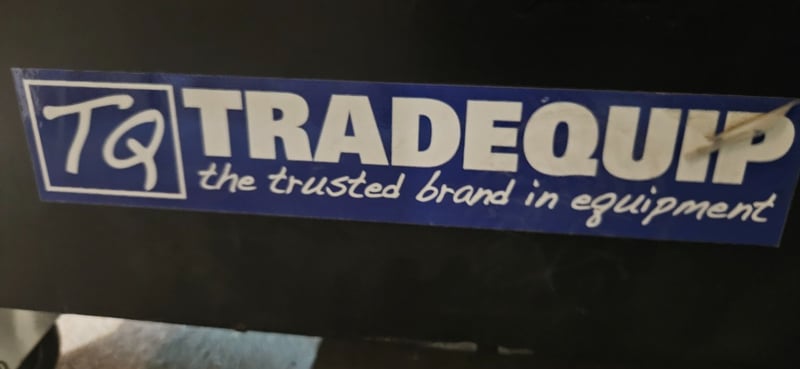 TQ TRADEQUIP
the trusted brand in equipment